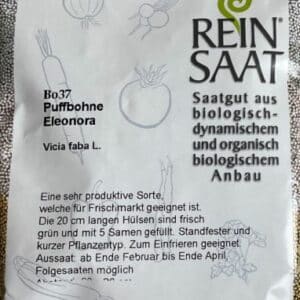 REIN
SAAT®
Saatgut aus
biologisch-
dynamischem
und organisch
biologischem
Anbau
Bo37
Puffbohne
Eleonora
Vicia faba L.
Eine sehr produktive Sorte,
welche für Frischmarkt geeignet ist.
Die 20 cm langen Hülsen sind frisch
grün und mit 5 Samen gefüllt. Standfester und
kurzer Pflanzentyp. Zum Einfrieren geeignet.
Aussaat: ab Ende Februar bis Ende April,
Folgesaaten möglich